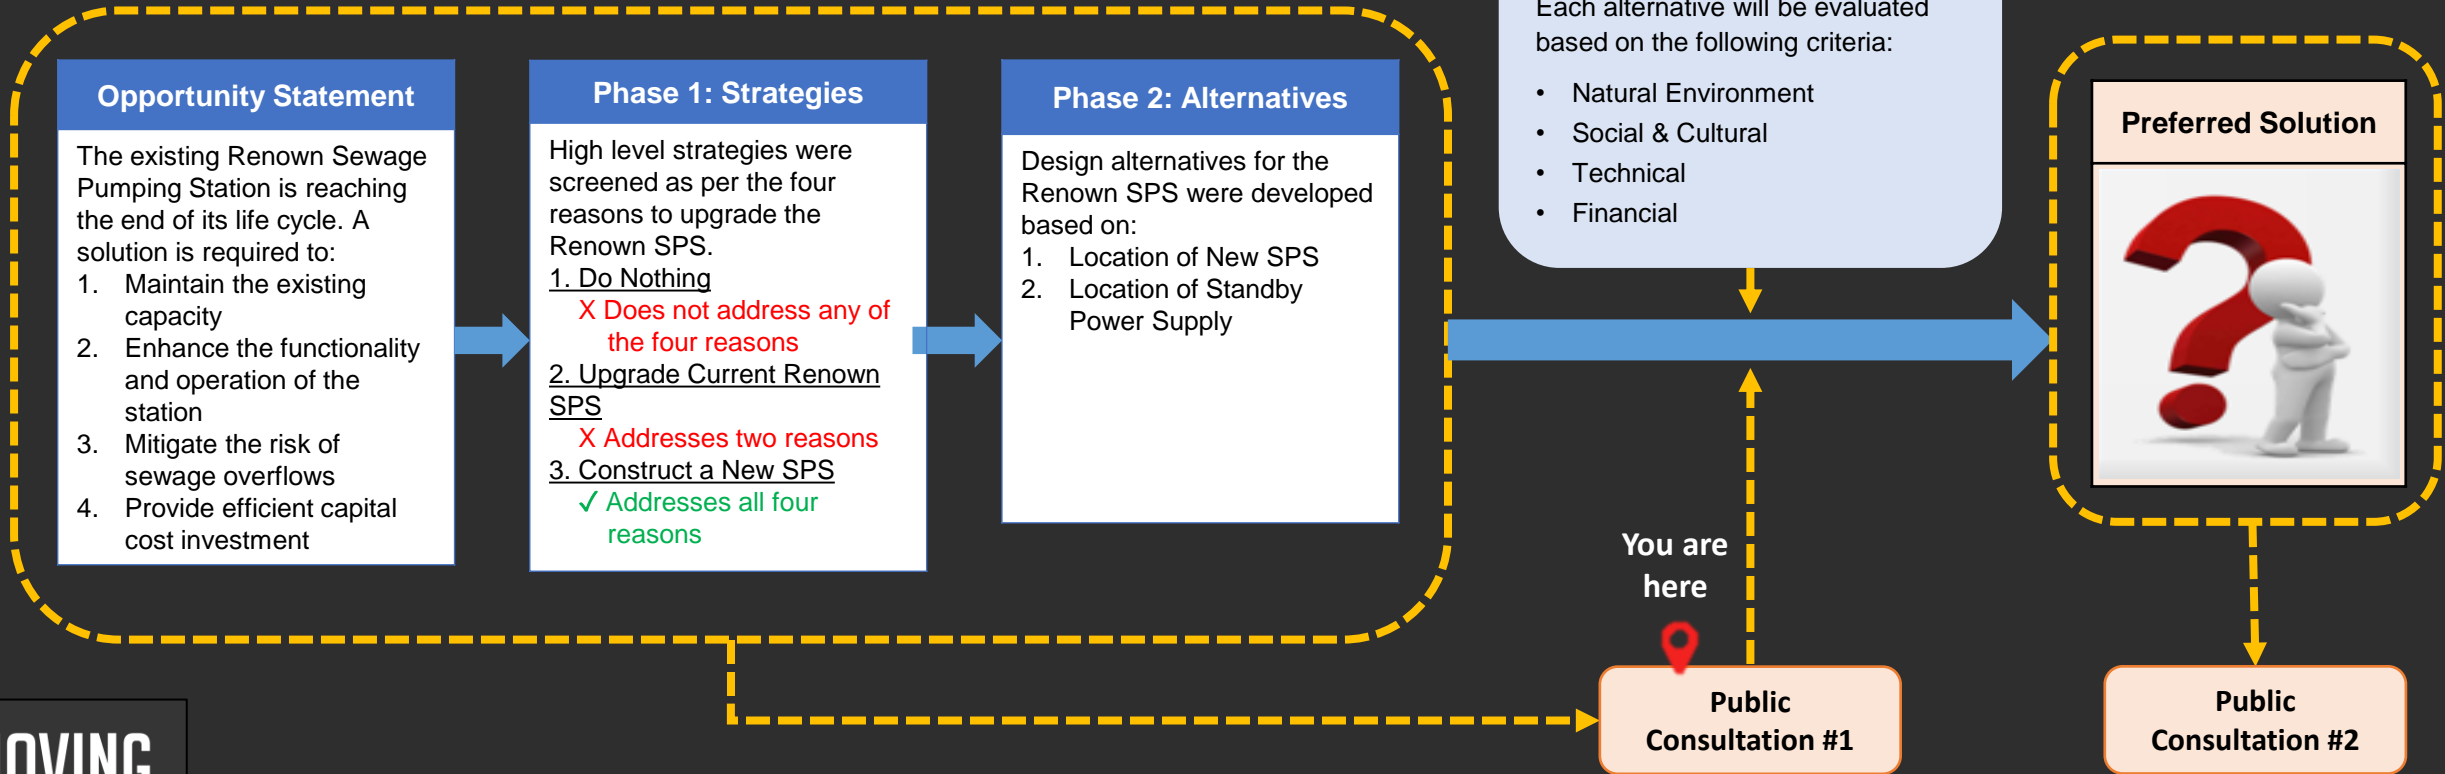 Opportunity Statement
The existing Renown Sewage
Pumping Station is reaching
the end of its life cycle. A
solution is required to:
1. Maintain the existing
capacity
2. Enhance the functionality
and operation of the
station
3. Mitigate the risk of
sewage overflows
4. Provide efficient capital
cost investment
Phase 1: Strategies
High level strategies were
screened as per the four
reasons to upgrade the
Renown SPS.
1. Do Nothing
X Does not address any of
the four reasons
2. Upgrade Current Renown
SPS
X Addresses two reasons
3. Construct a New SPS
✓ Addresses all four
reasons
Phase 2: Alternatives
Design alternatives for the
Renown SPS were developed
based on:
1. Location of New SPS
2. Location of Standby
Power Supply
Each alternative will be evaluated
based on the following criteria:
• Natural Environment
• Social & Cultural
• Technical
• Financial
Preferred Solution
You are
here
Public
Consultation #1
Public
Consultation #2
OVING